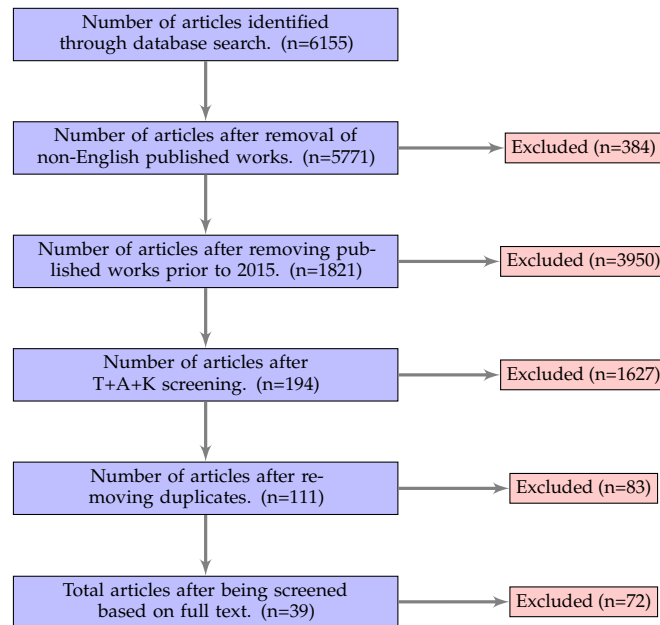 Number of articles identified
through database search. (n=6155)
Number of articles after removal of
non-English published works. (n=5771)
Excluded (n=384)
Number of articles after removing pub-
lished works prior to 2015. (n=1821)
Excluded (n=3950)
Number of articles after
T+A+K screening. (n=194)
Excluded (n=1627)
Number of articles after re-
moving duplicates. (n=111)
Excluded (n=83)
Total articles after being screened
based on full text. (n=39)
Excluded (n=72)